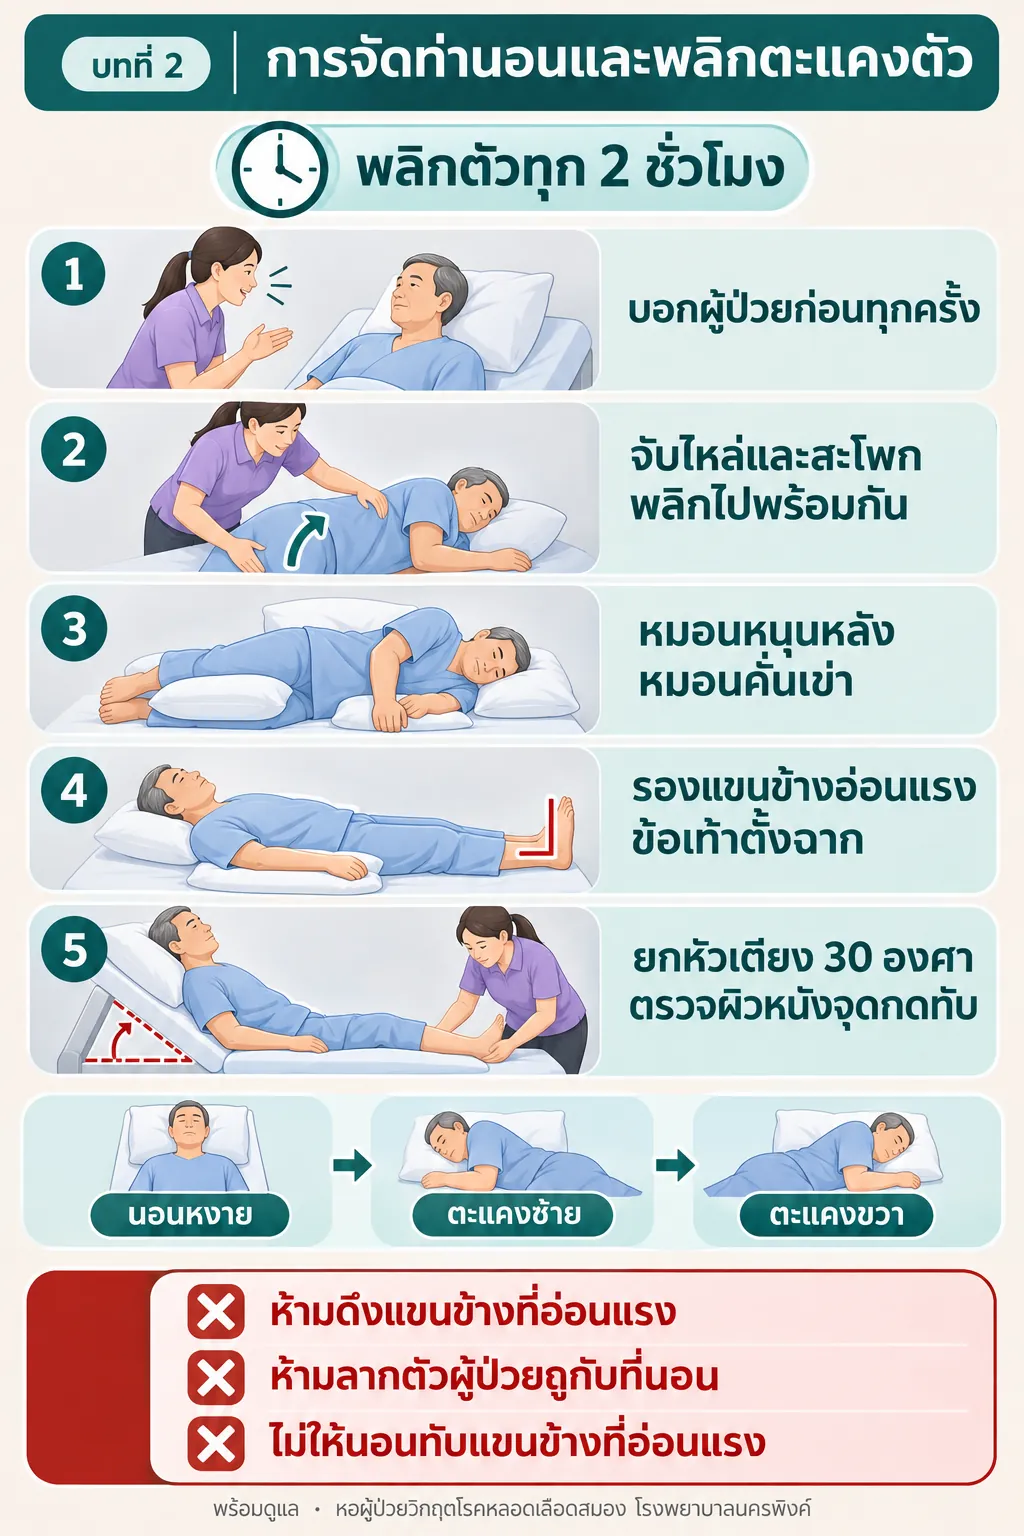 บทที่ 2
การจัดท่านอนและพลิกตะแคงตัว
พลิกตัวทุก 2 ชั่วโมง
1
บอกผู้ป่วยก่อนทุกครั้ง
2
จับไหล่และสะโพก
พลิกไปพร้อมกัน
3
หมอนหนุนหลัง
หมอนคั่นเข่า
4
รองแขนข้างอ่อนแรง
ข้อเท้าตั้งฉาก
5
ยกหัวเตียง 30 องศา
ตรวจผิวหนังจุดกดทับ
นอนหงาย
ตะแคงซ้าย
ตะแคงขวา
ห้ามดึงแขนข้างที่อ่อนแรง
ห้ามลากตัวผู้ป่วยถูกับที่นอน
ไม่ให้นอนทับแขนข้างที่อ่อนแรง
พร้อมดูแล • หอผู้ป่วยวิกฤตโรคหลอดเลือดสมอง โรงพยาบาลนครพิงค์